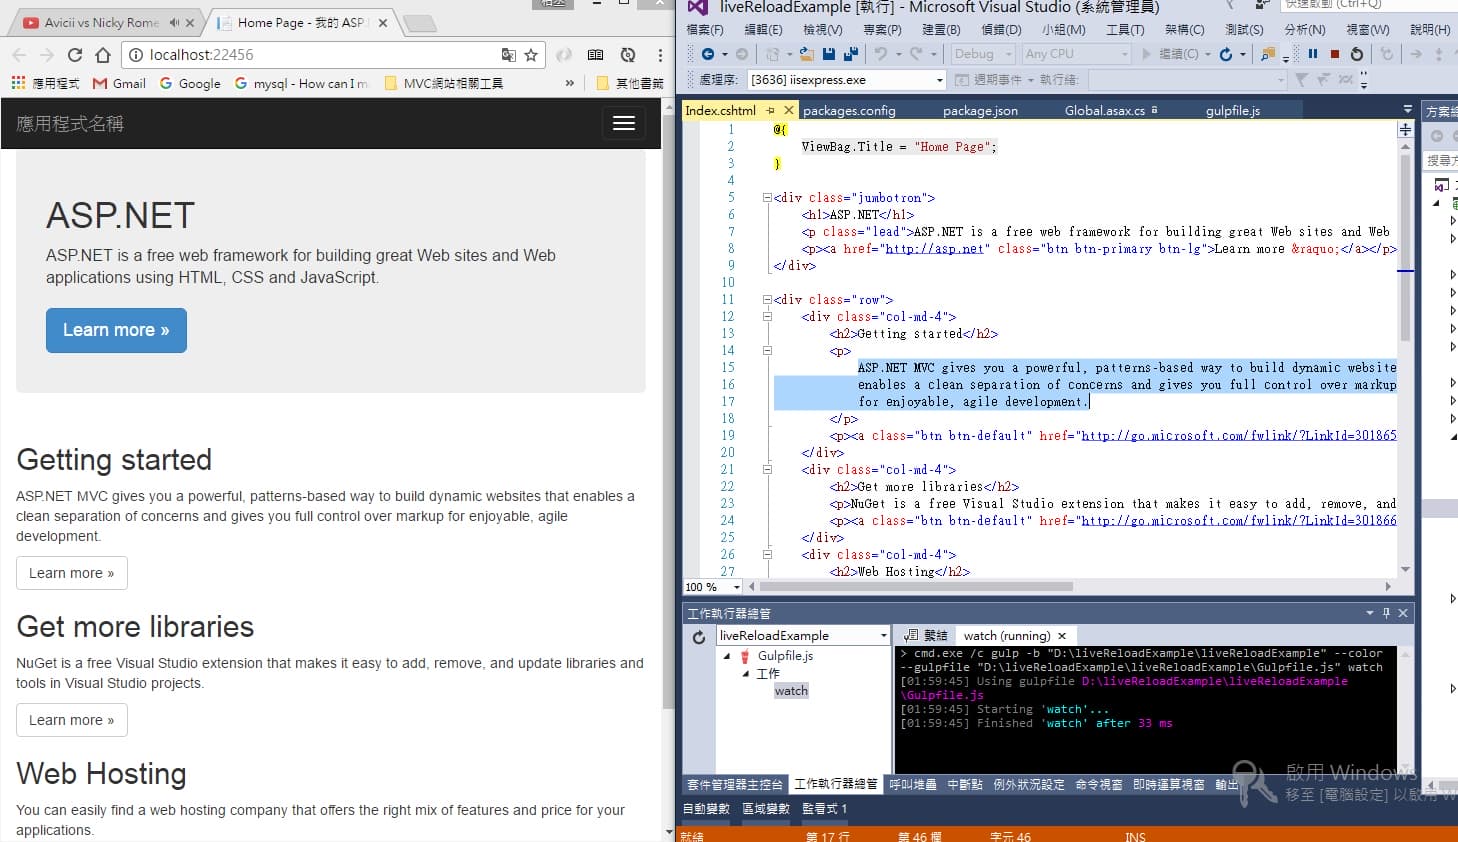 Avicii vs Nicky Rome
Home Page - 我的 ASP.
localhost:22456
應用程式
Gmail
Google
mysql - How can I m
MVC網站相關工具
»
其他書籤
應用程式名稱
ASP.NET
ASP.NET is a free web framework for building great Web sites and Web
applications using HTML, CSS and JavaScript.
Learn more »
Getting started
ASP.NET MVC gives you a powerful, patterns-based way to build dynamic websites that enables a
clean separation of concerns and gives you full control over markup for enjoyable, agile
development.
Learn more »
Get more libraries
NuGet is a free Visual Studio extension that makes it easy to add, remove, and update libraries and
tools in Visual Studio projects.
Learn more »
Web Hosting
You can easily find a web hosting company that offers the right mix of features and price for your
applications.
liveReloadExample [執行] - Microsoft Visual Studio (系統管理員)
快速啟動 (Ctrl+Q)
檔案(F) 編輯(E) 檢視(V) 專案(P) 建置(B) 偵錯(D) 小組(M) 工具(T) 架構(C) 測試(S) 分析(N) 視窗(W) 說明(H)
Debug Any CPU 繼續(C)
處理序: [3636] iisexpress.exe 週期事件 執行緒:
Index.cshtml packages.config package.json Global.asax.cs gulpfile.js
1 @{
2 ViewBag.Title = "Home Page";
3 }
4
5 <div class="jumbotron">
6 <h1>ASP.NET</h1>
7 <p class="lead">ASP.NET is a free web framework for building great Web sites and Web
8 <p><a href="http://asp.net" class="btn btn-primary btn-lg">Learn more &raquo;</a></p>
9 </div>
10
11 <div class="row">
12 <div class="col-md-4">
13 <h2>Getting started</h2>
14 <p>
15 ASP.NET MVC gives you a powerful, patterns-based way to build dynamic website
16 enables a clean separation of concerns and gives you full control over markup
17 for enjoyable, agile development.
18 </p>
19 <p><a class="btn btn-default" href="http://go.microsoft.com/fwlink/?LinkId=301865
20 </div>
21 <div class="col-md-4">
22 <h2>Get more libraries</h2>
23 <p>NuGet is a free Visual Studio extension that makes it easy to add, remove, and
24 <p><a class="btn btn-default" href="http://go.microsoft.com/fwlink/?LinkId=301866
25 </div>
26 <div class="col-md-4">
27 <h2>Web Hosting</h2>
100 %
方案總
搜尋方
工作執行器總管
liveReloadExample
Gulpfile.js
工作
watch
繫結 watch (running)
> cmd.exe /c gulp -b "D:\liveReloadExample\liveReloadExample" --color
--gulpfile "D:\liveReloadExample\liveReloadExample\Gulpfile.js" watch
[01:59:45] Using gulpfile D:\liveReloadExample\liveReloadExample
\Gulpfile.js
[01:59:45] Starting 'watch'...
[01:59:45] Finished 'watch' after 33 ms
套件管理器主控台 工作執行器總管 呼叫堆疊 中斷點 例外狀況設定 命令視窗 即時運算視窗 輸出
自動變數 區域變數 監看式 1
啟用 Windows
移至 [電腦設定] 以啟用 W
就緒 第 17 行 第 46 欄 字元 46 INS